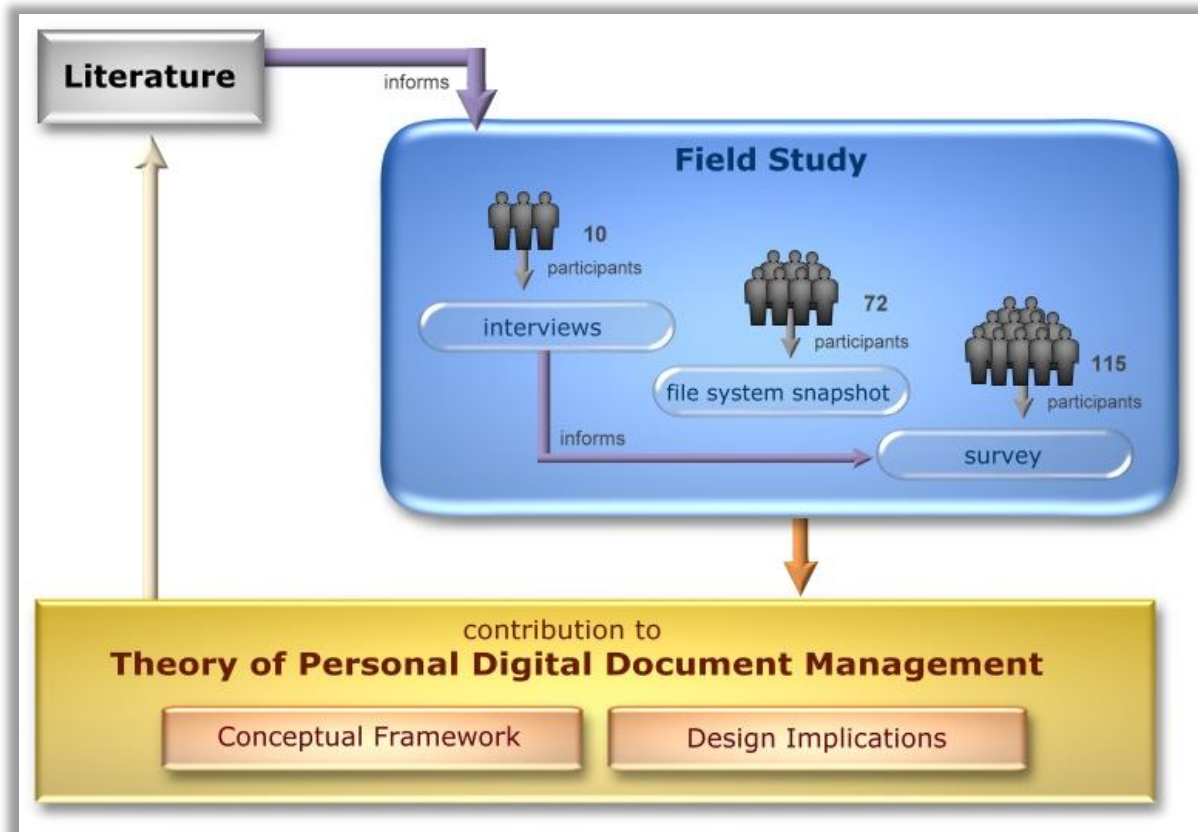 Literature
informs
Field Study
10
participants
interviews
72
participants
file system snapshot
115
participants
informs
survey
contribution to
Theory of Personal Digital Document Management
Conceptual Framework
Design Implications